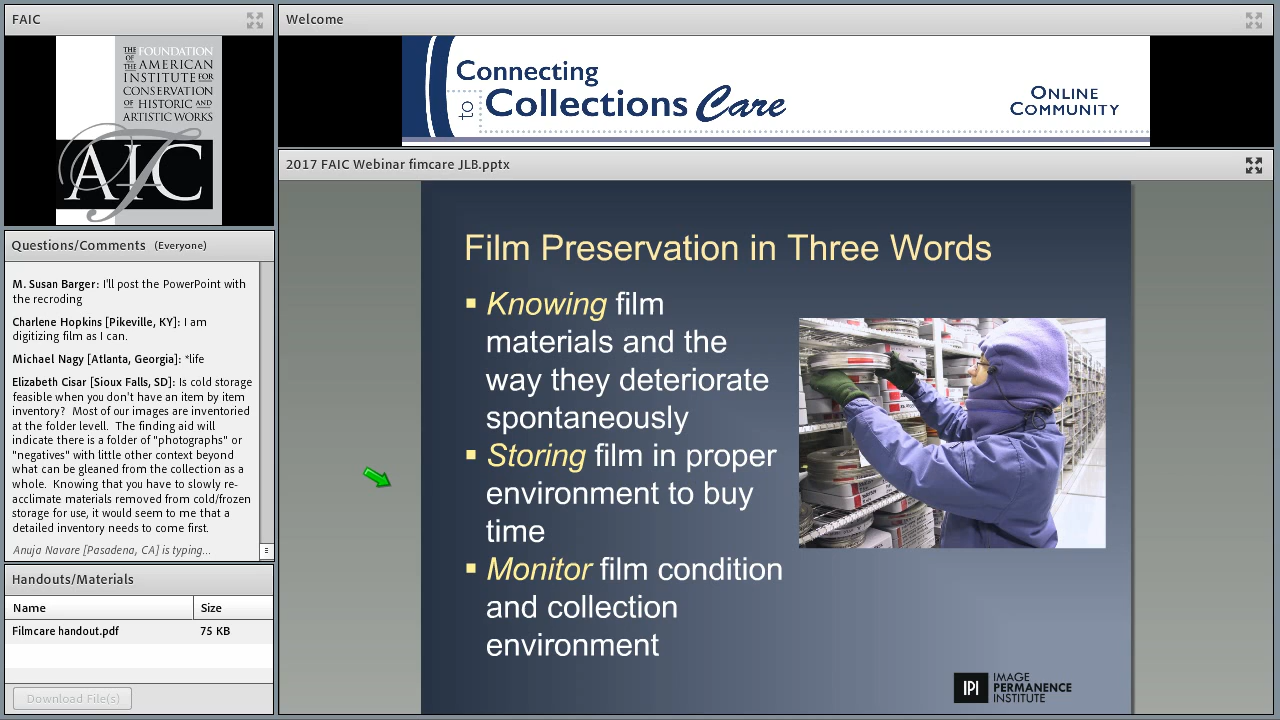 FAIC
THE FOUNDATION
OF THE AMERICAN
INSTITUTE FOR
CONSERVATION
OF HISTORIC AND
ARTISTIC WORKS
FAIC
Questions/Comments (Everyone)
M. Susan Barger: I'll post the PowerPoint with
the recroding
Charlene Hopkins [Pikeville, KY]: I am
digitizing film as I can.
Michael Nagy [Atlanta, Georgia]: *life
Elizabeth Cisar [Sioux Falls, SD]: Is cold storage
feasible when you don't have an item by item
inventory? Most of our images are inventoried
at the folder levell. The finding aid will
indicate there is a folder of "photographs" or
"negatives" with little other context beyond
what can be gleaned from the collection as e
whole. Knowing that you have to slowly re-
acclimate materials removed from cold/frozen
storage for use, it would seem to me that a
detailed inventory needs to come first.
Anuja Navare [Pasadena, CA] is typing...
Handouts/Materials
Name Size
Filmcare handout.pdf 75 KB
Download File(s)
Welcome
Connecting
to Collections Care
ONLINE
COMMUNITY
2017 FAIC Webinar fimcare JLB.pptx
Film Preservation in Three Words
▪ Knowing film
materials and the
way they deteriorate
spontaneously
▪ Storing film in proper
environment to buy
time
▪ Monitor film condition
and collection
environment
IPI IMAGE
PERMANENCE
INSTITUTE